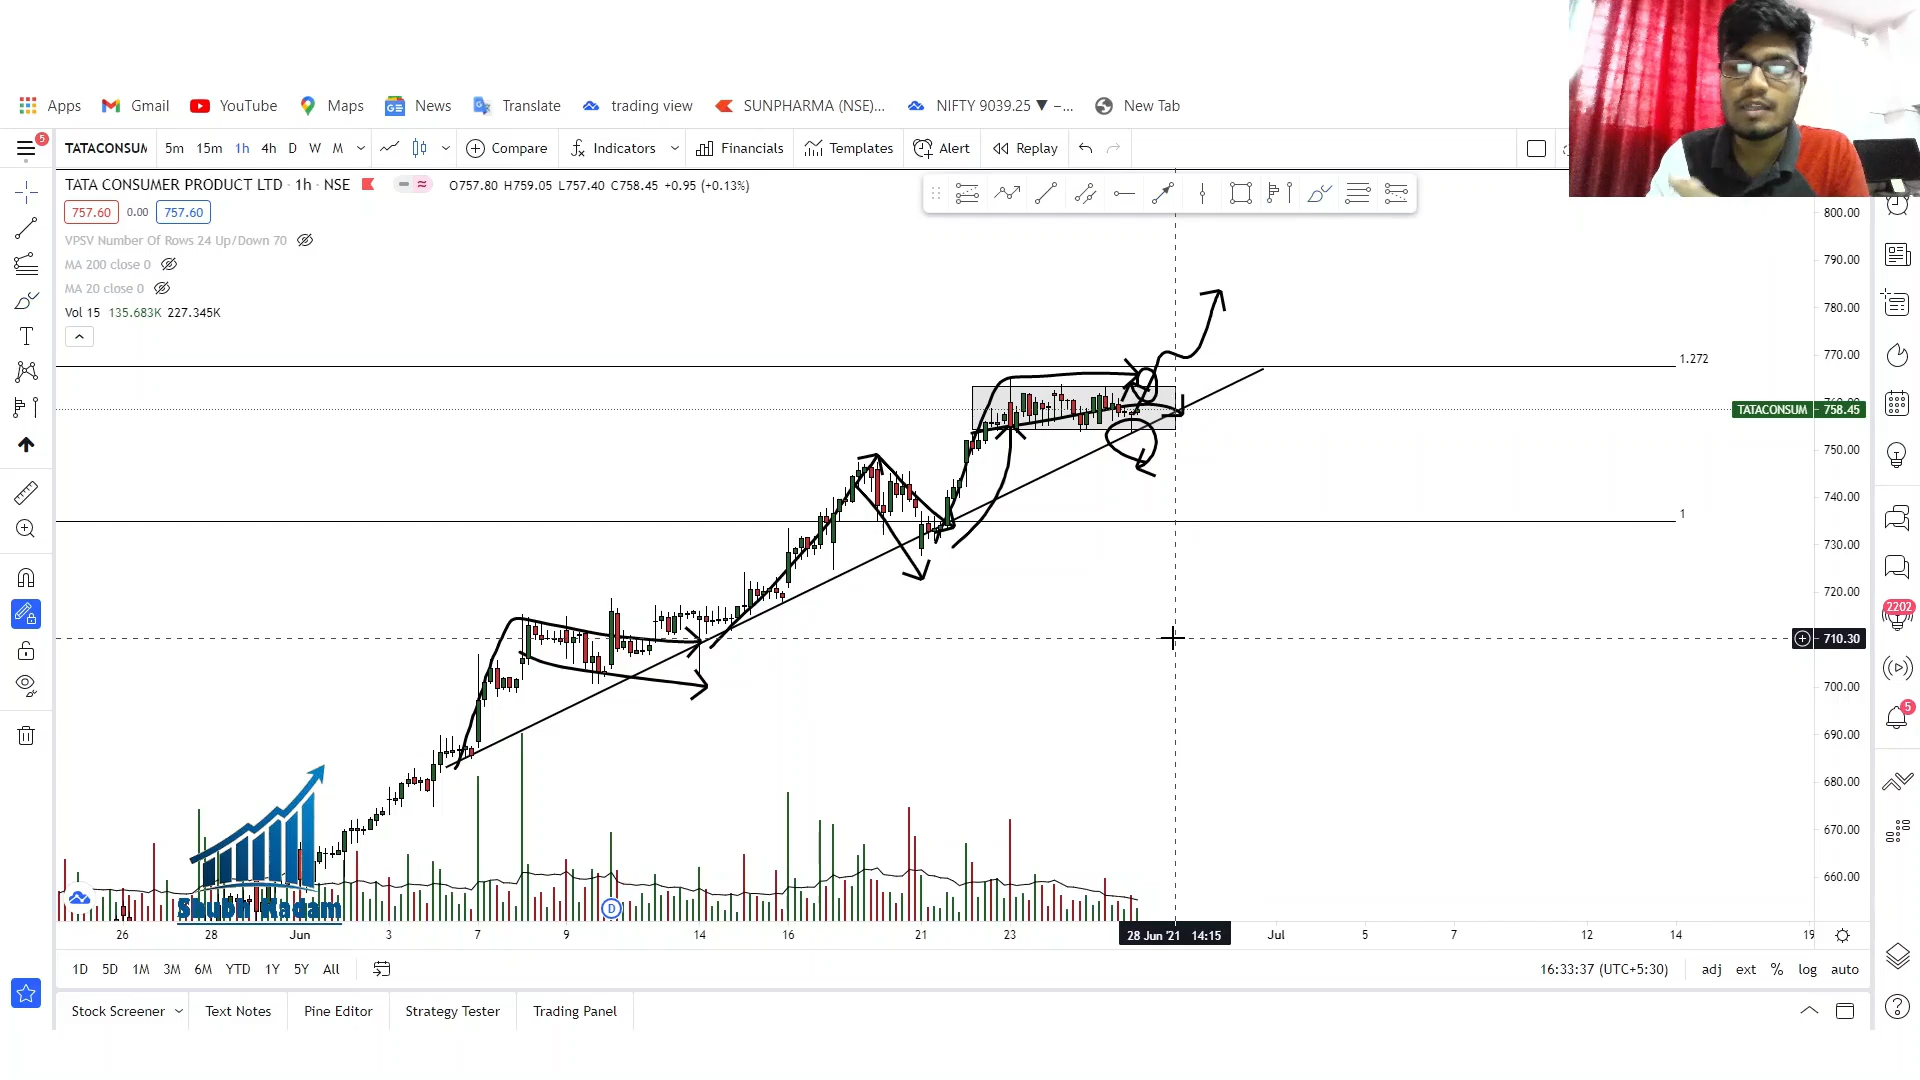 Apps Gmail YouTube Maps News Translate trading view SUNPHARMA (NSE)... NIFTY 9039.25 ▼ –... New Tab
5
TATACONSUM 5m 15m 1h 4h D W M Compare Indicators Financials Templates Alert Replay
TATA CONSUMER PRODUCT LTD · 1h · NSE O757.80 H759.05 L757.40 C758.45 +0.95 (+0.13%)
757.60 0.00 757.60
800.00
VPSV Number Of Rows 24 Up/Down 70
790.00
MA 200 close 0
MA 20 close 0
780.00
Vol 15 135.683K 227.345K
770.00
1.272
TATACONSUM 758.45
750.00
740.00
1
730.00
720.00
2202
710.30
700.00
5
690.00
680.00
670.00
660.00
Shubh Kadam
D
26 28 Jun 3 7 9 14 16 21 23 28 Jun '21 14:15 Jul 5 7 12 14 19
1D 5D 1M 3M 6M YTD 1Y 5Y All 16:33:37 (UTC+5:30) adj ext % log auto
Stock Screener Text Notes Pine Editor Strategy Tester Trading Panel